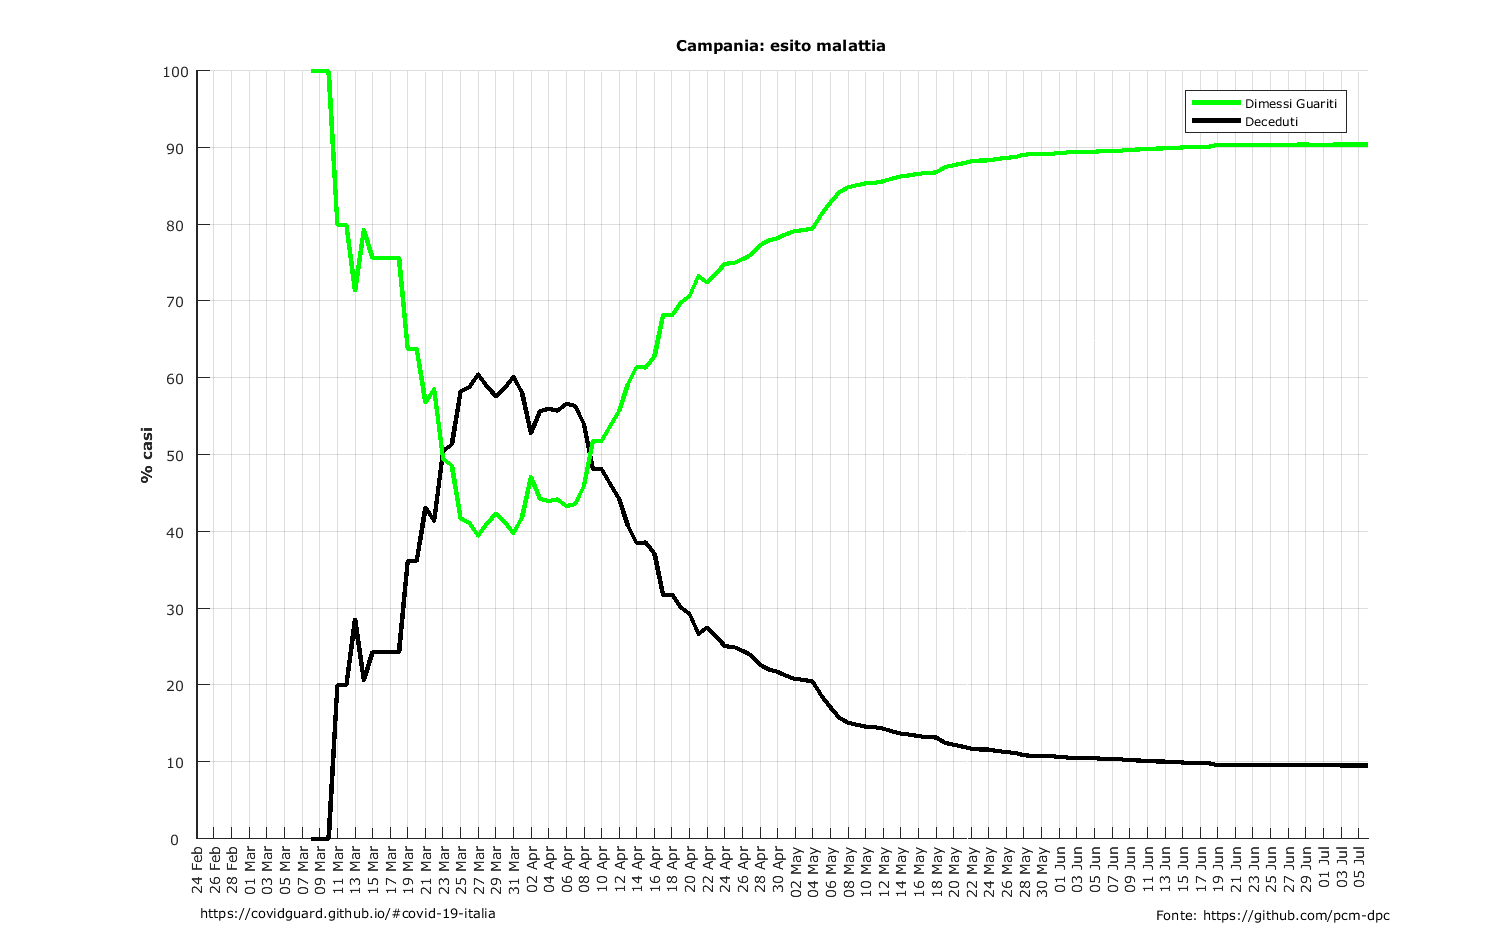 Campania: esito malattia
Dimessi Guariti
Deceduti
% casi
100
90
80
70
60
50
40
30
20
10
0
24 Feb
26 Feb
28 Feb
01 Mar
03 Mar
05 Mar
07 Mar
09 Mar
11 Mar
13 Mar
15 Mar
17 Mar
19 Mar
21 Mar
23 Mar
25 Mar
27 Mar
29 Mar
31 Mar
02 Apr
04 Apr
06 Apr
08 Apr
10 Apr
12 Apr
14 Apr
16 Apr
18 Apr
20 Apr
22 Apr
24 Apr
26 Apr
28 Apr
30 Apr
02 May
04 May
06 May
08 May
10 May
12 May
14 May
16 May
18 May
20 May
22 May
24 May
26 May
28 May
30 May
01 Jun
03 Jun
05 Jun
07 Jun
09 Jun
11 Jun
13 Jun
15 Jun
17 Jun
19 Jun
21 Jun
23 Jun
25 Jun
27 Jun
29 Jun
01 Jul
03 Jul
05 Jul
https://covidguard.github.io/#covid-19-italia
Fonte: https://github.com/pcm-dpc